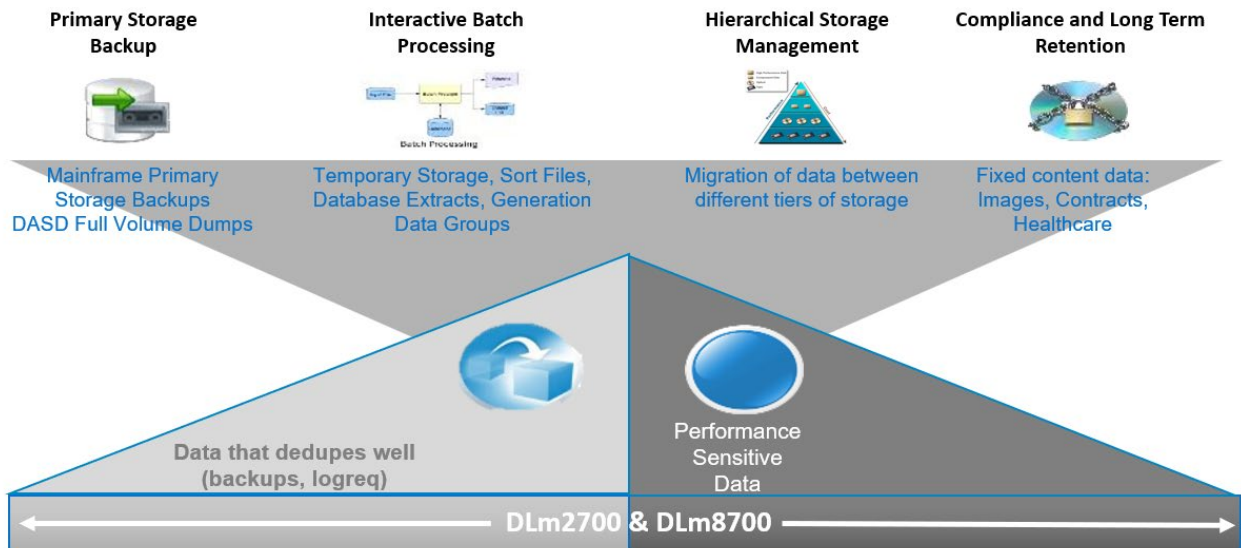 Primary Storage
Backup
Interactive Batch
Processing
Hierarchical Storage
Management
Compliance and Long Term
Retention
Batch Processing
Mainframe Primary
Storage Backups
DASD Full Volume Dumps
Temporary Storage, Sort Files,
Database Extracts, Generation
Data Groups
Migration of data between
different tiers of storage
Fixed content data:
Images, Contracts,
Healthcare
Data that dedupes well
(backups, logreq)
Performance
Sensitive
Data
DLm2700 & DLm8700